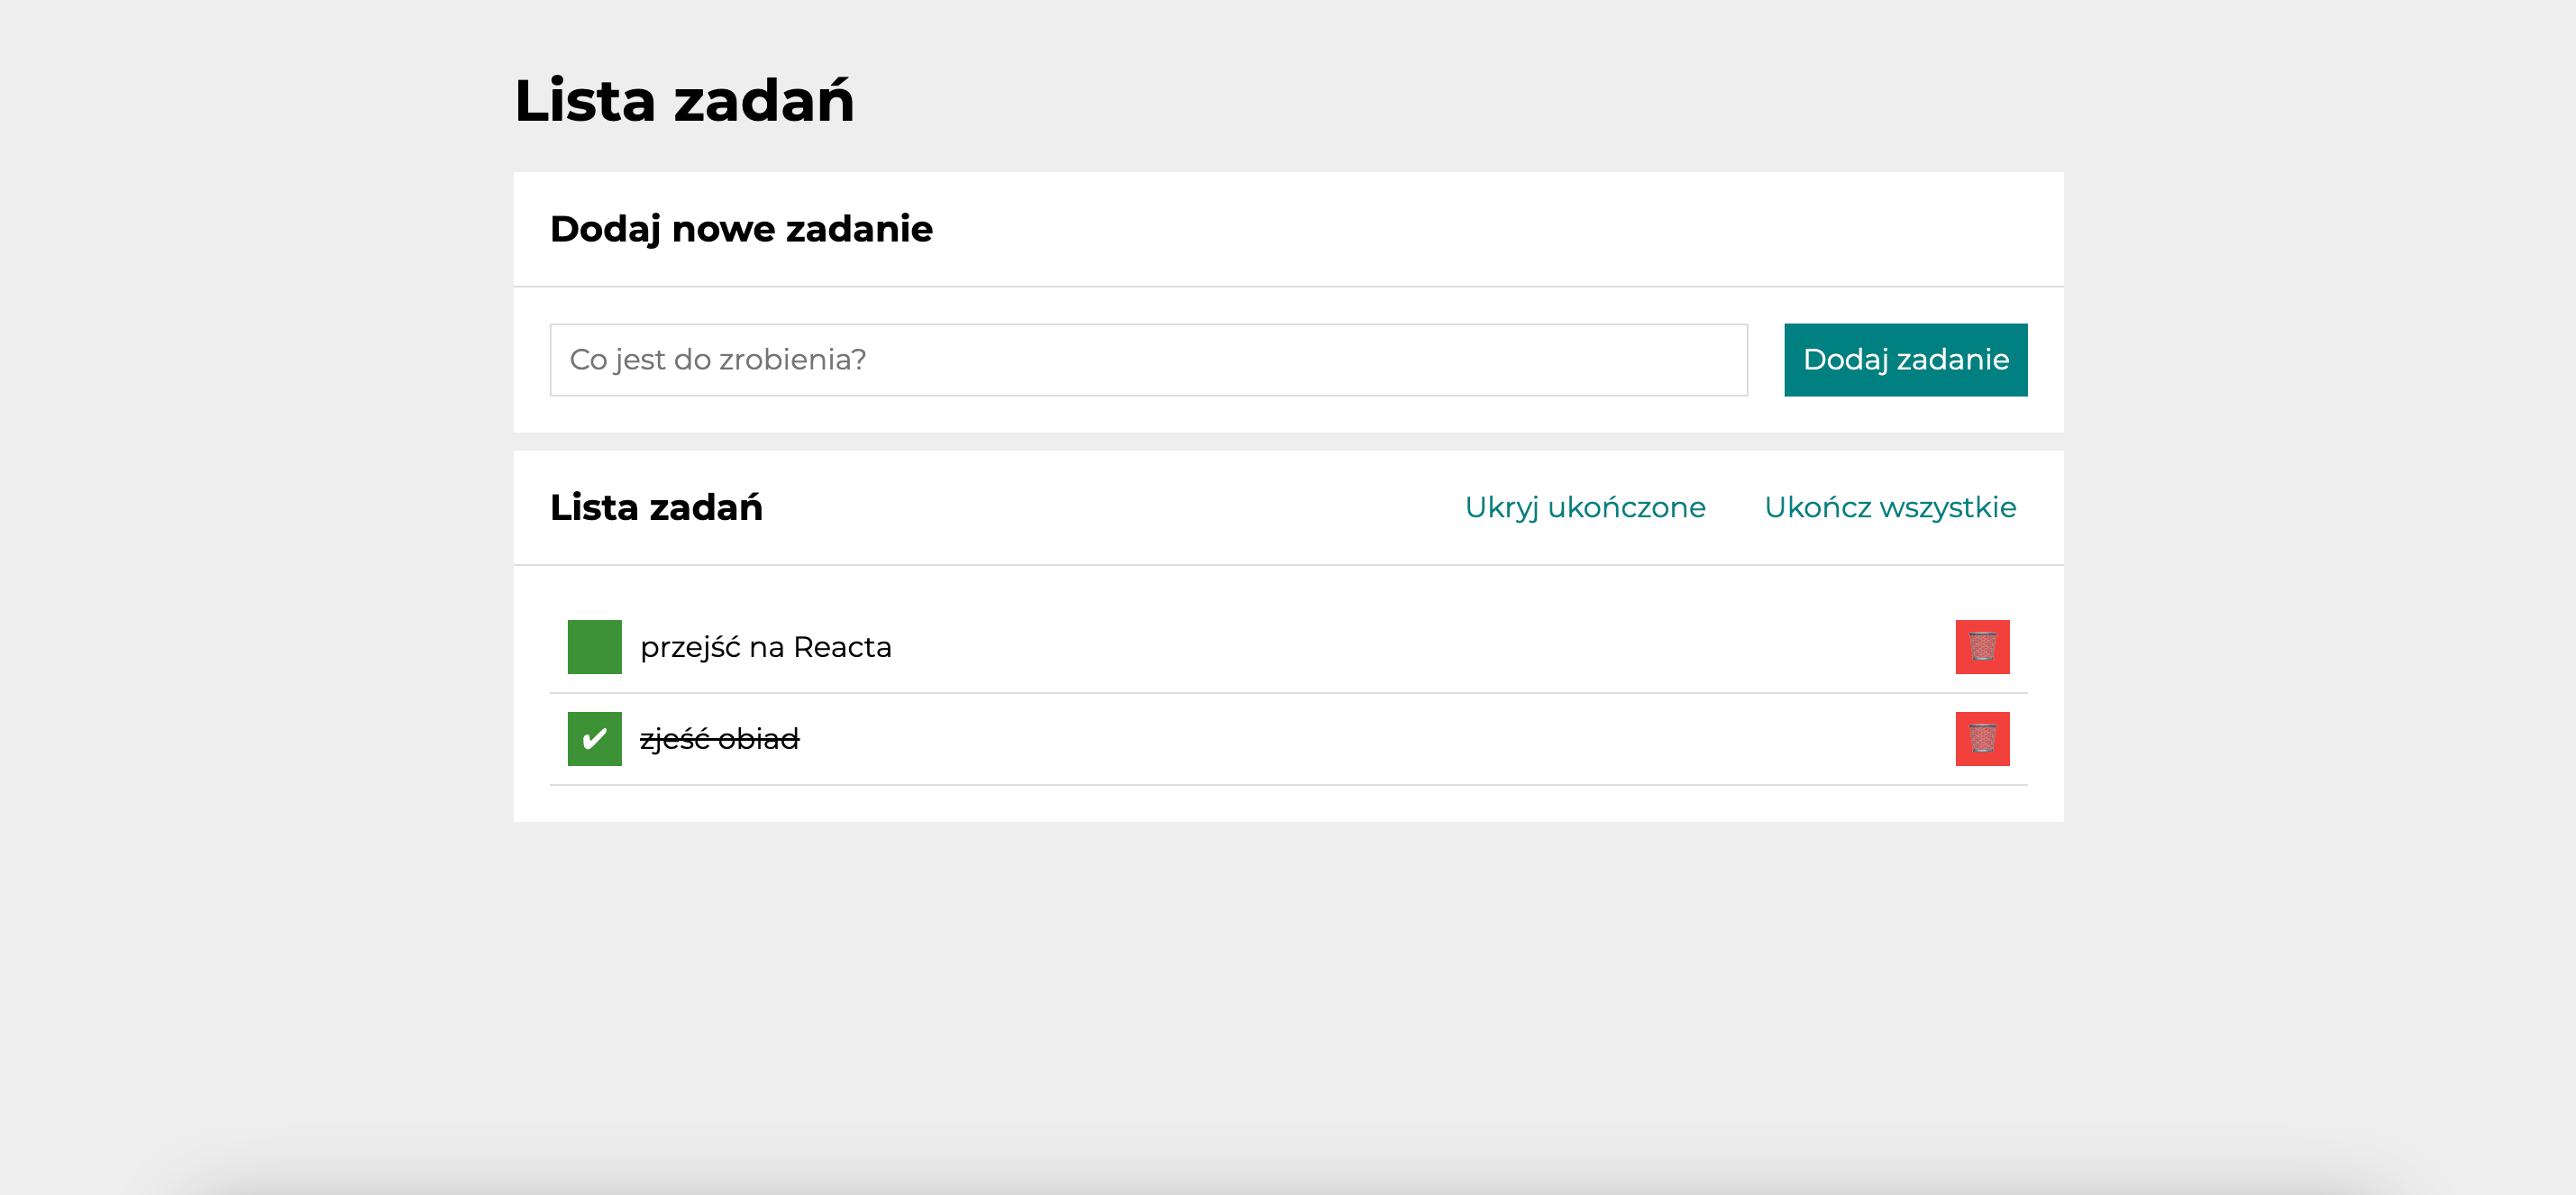 Lista zadań
Dodaj nowe zadanie
Co jest do zrobienia?
Dodaj zadanie
Lista zadań
Ukryj ukończone
Ukończ wszystkie
przejść na Reacta
✔ zjeść obiad